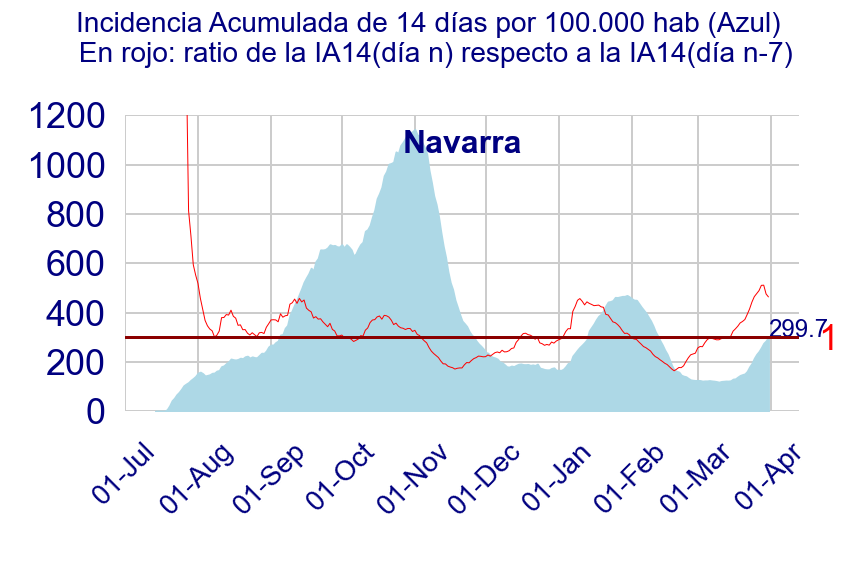 Incidencia Acumulada de 14 días por 100.000 hab (Azul)
En rojo: ratio de la IA14(día n) respecto a la IA14(día n-7)
Navarra
1200
1000
800
600
400
200
0
299.7
1
01-Jul
01-Aug
01-Sep
01-Oct
01-Nov
01-Dec
01-Jan
01-Feb
01-Mar
01-Apr